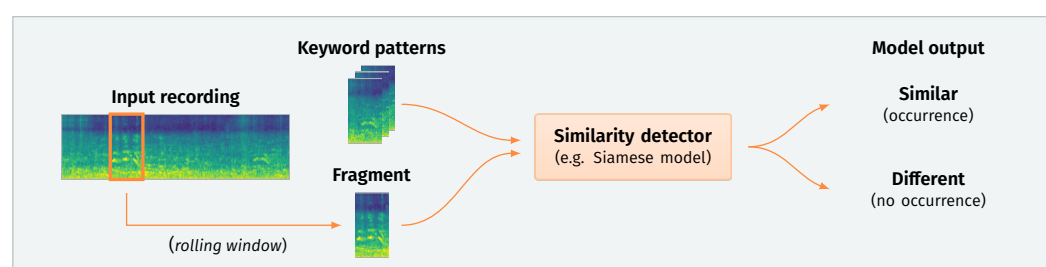 Keyword patterns
Model output
Input recording
Similar
(occurrence)
Similarity detector
(e.g. Siamese model)
Fragment
Different
(no occurrence)
(rolling window)